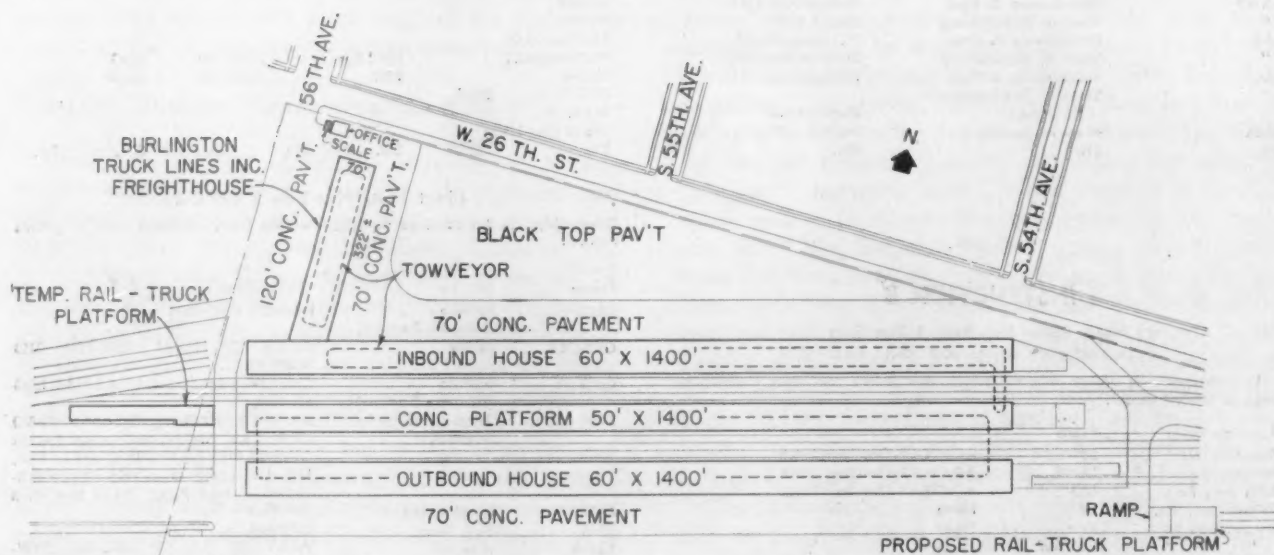 56TH AVE.
S. 55TH. AVE.
W. 26 TH. ST.
N.
S. 54TH. AVE.
OFFICE
SCALE
BURLINGTON
TRUCK LINES INC.
FREIGHTHOUSE
70'
120' CONC. PAV'T.
322' ±
70' CONC. PAV'T.
BLACK TOP PAV'T
TOWVEYOR
TEMP. RAIL - TRUCK
PLATFORM
70' CONC. PAVEMENT
INBOUND HOUSE 60' X 1400'
CONC PLATFORM 50' X 1400'
OUTBOUND HOUSE 60' X 1400'
70' CONC. PAVEMENT
RAMP
PROPOSED RAIL-TRUCK PLATFORM